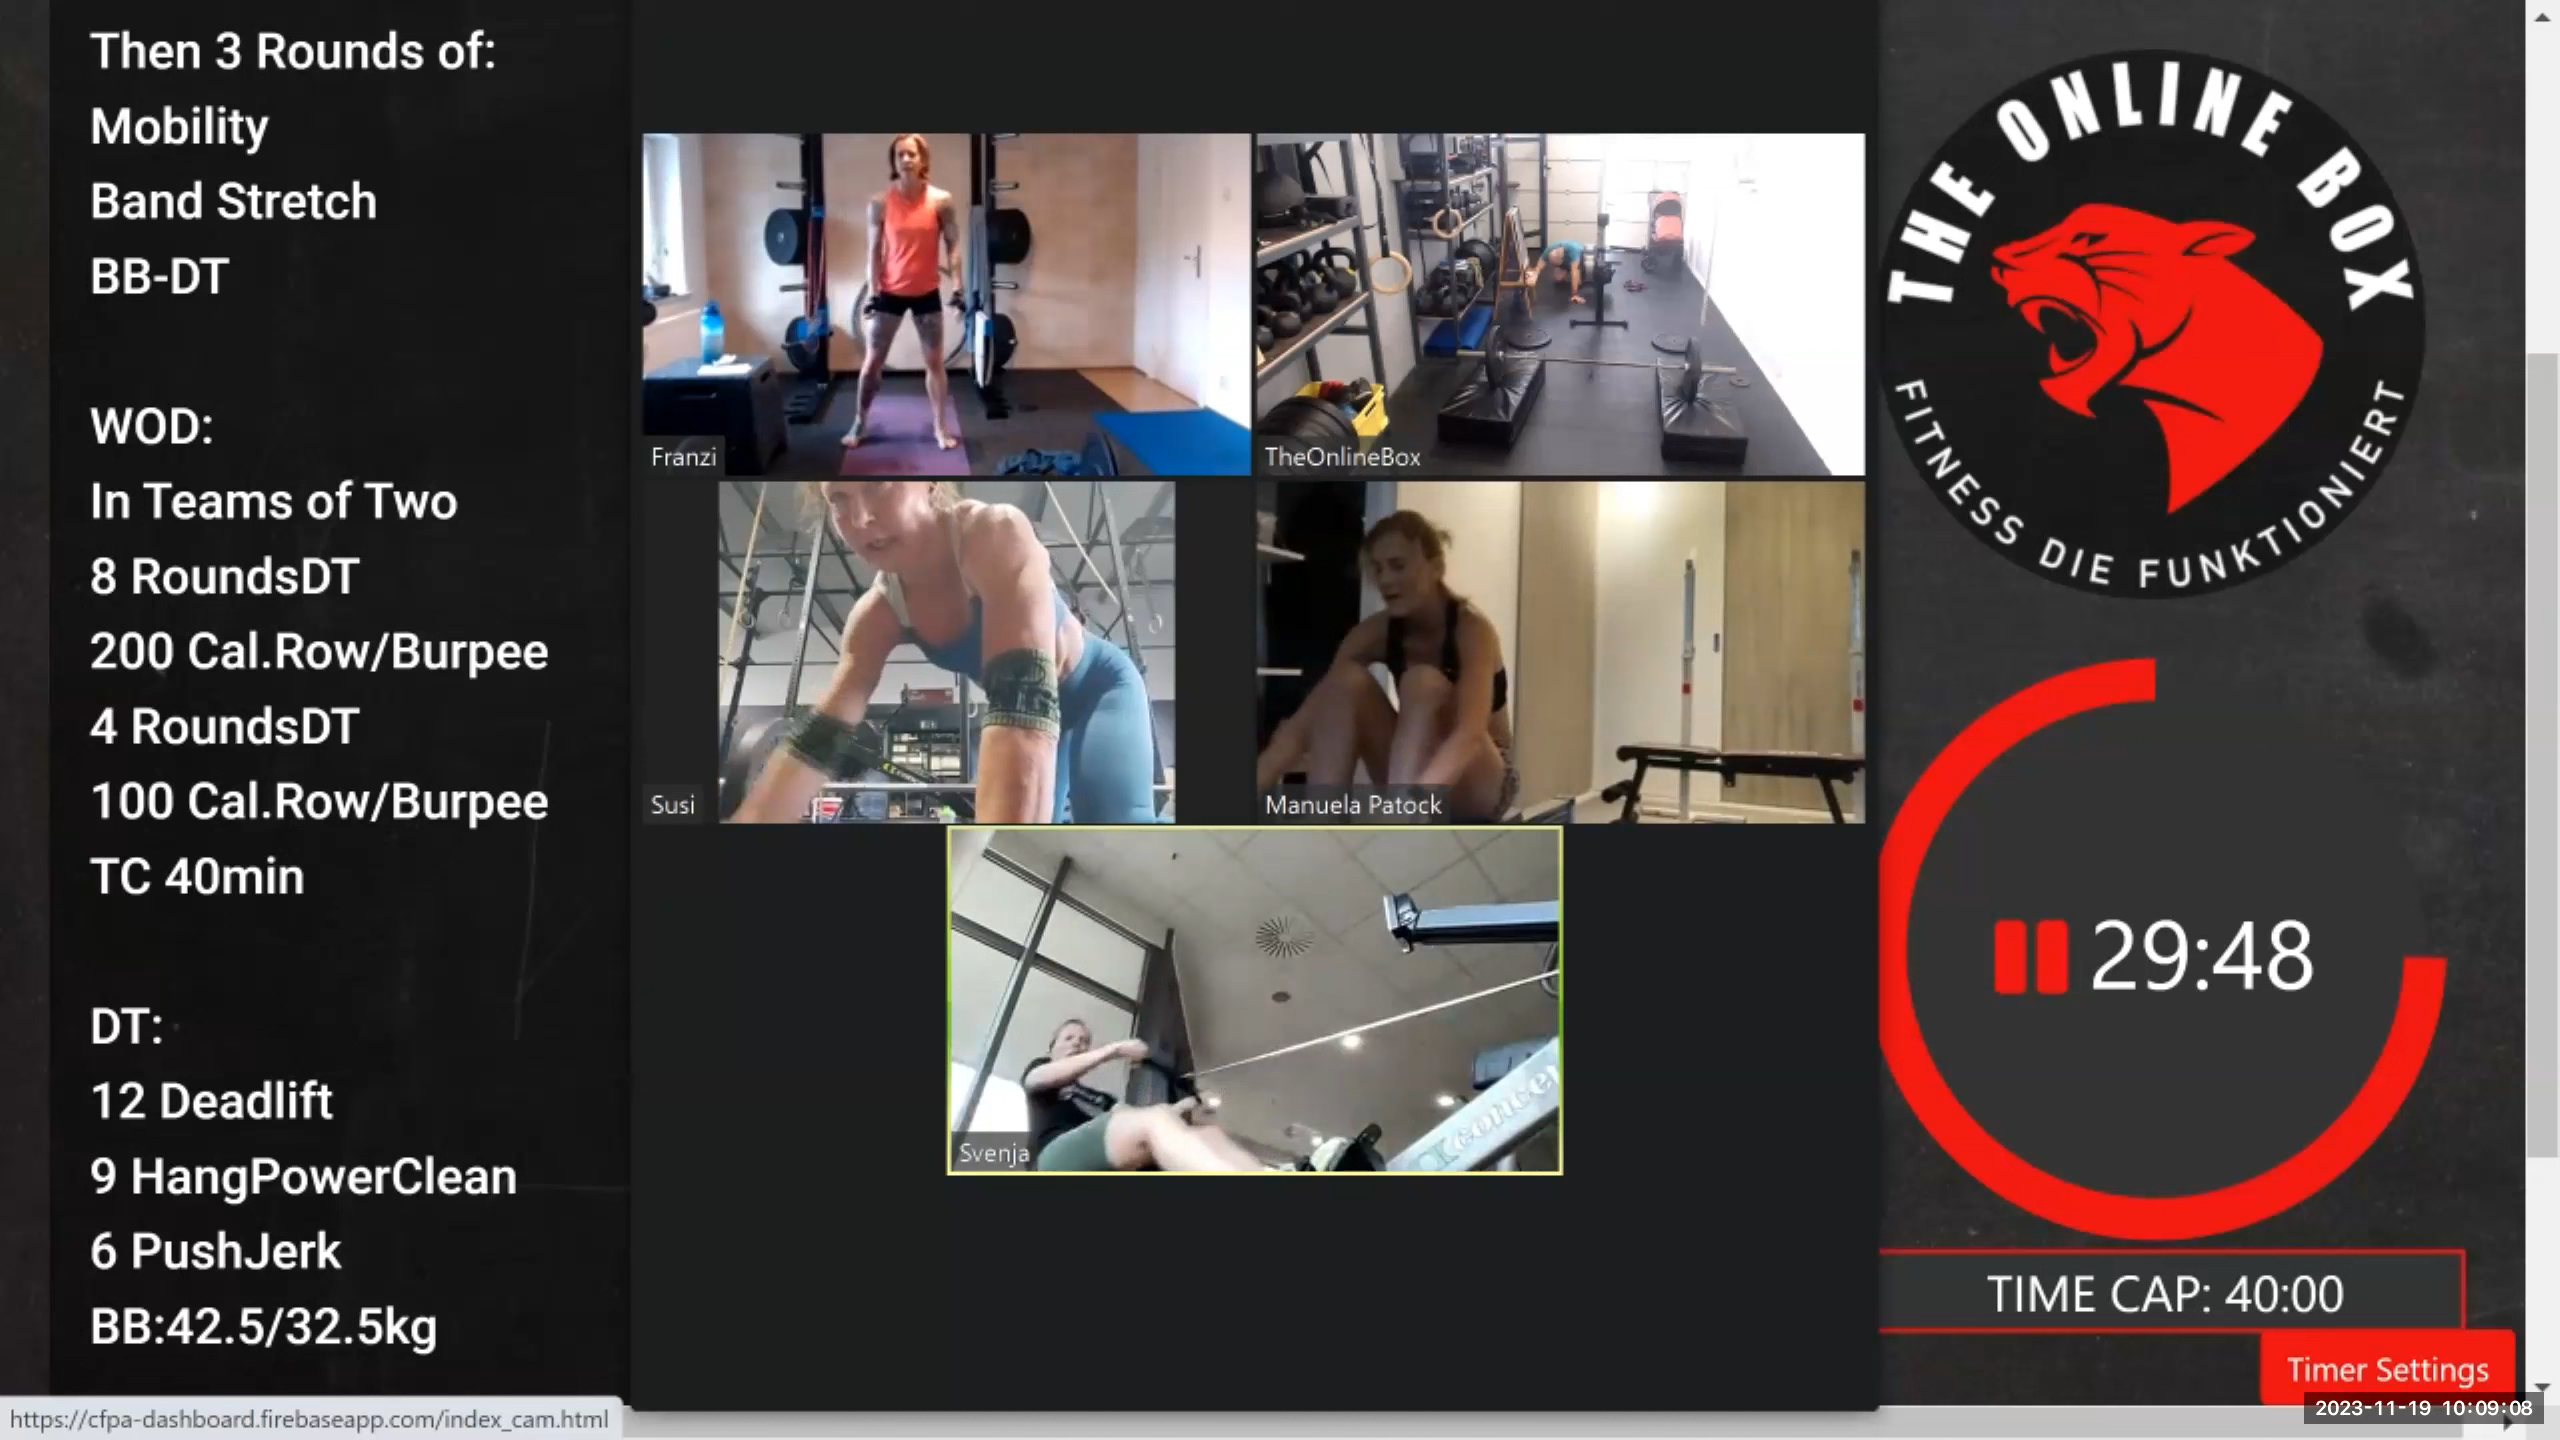 Then 3 Rounds of:
Mobility
Band Stretch
BB-DT
WOD:
In Teams of Two
8 RoundsDT
200 Cal.Row/Burpee
4 RoundsDT
100 Cal.Row/Burpee
TC 40min
DT:
12 Deadlift
9 HangPowerClean
6 PushJerk
BB:42.5/32.5kg
https://cfpa-dashboard.firebaseapp.com/index_cam.html
Franzi
TheOnlineBox
Susi
Manuela Patock
Svenja
THE ONLINE BOX
FITNESS DIE FUNKTIONIERT
29:48
TIME CAP: 40:00
Timer Settings
2023-11-19 10:09:08